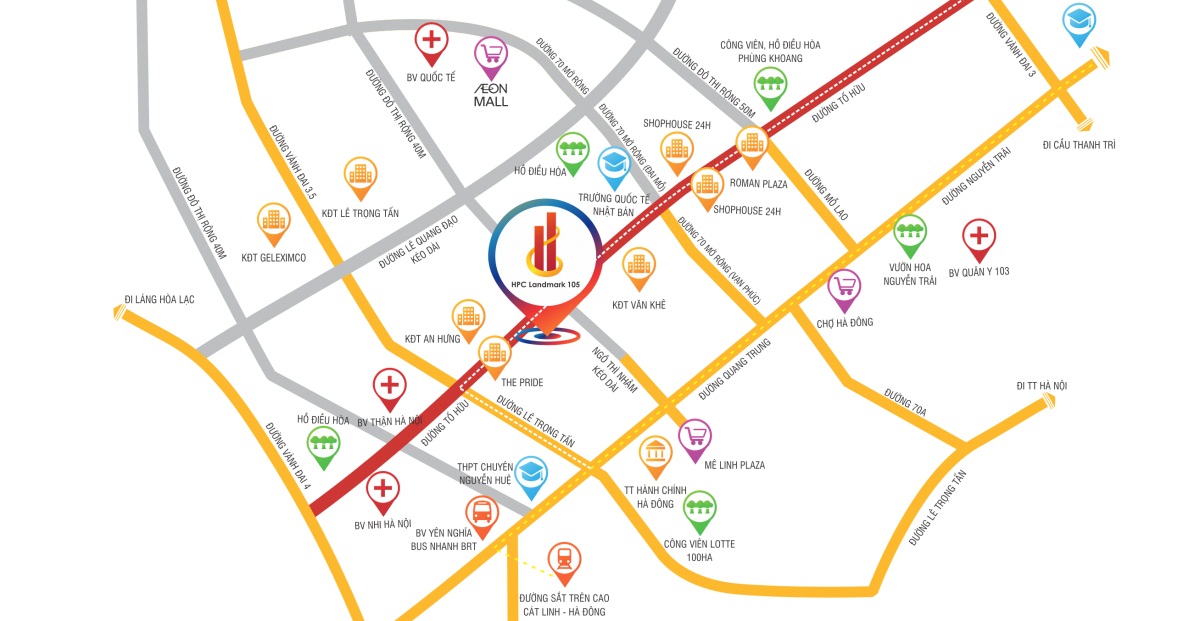 BV QUỐC TẾ
ÆON
MALL
ĐƯỜNG 70 MỞ RỘNG
ĐƯỜNG ĐÔ THỊ RỘNG 50M
CÔNG VIÊN, HỒ ĐIỀU HÒA
PHÙNG KHOANG
ĐƯỜNG VÀNH ĐAI 3
ĐƯỜNG TỐ HỮU
ĐI CẦU THANH TRÌ
ĐƯỜNG ĐÔ THỊ RỘNG 40M
ĐƯỜNG VÀNH ĐAI 3.5
ĐƯỜNG 70 MỞ RỘNG (ĐẠI MỖ)
SHOPHOUSE 24H
HỒ ĐIỀU HÒA
ROMAN PLAZA
TRƯỜNG QUỐC TẾ
NHẬT BẢN
SHOPHOUSE 24H
ĐƯỜNG NGUYỄN TRÃI
ĐƯỜNG MỖ LAO
ĐƯỜNG ĐÔ THỊ RỘNG 40M
KĐT LÊ TRỌNG TẤN
KĐT GELEXIMCO
ĐƯỜNG LÊ QUANG ĐẠO
KÉO DÀI
HPC Landmark 105
ĐƯỜNG 70 MỞ RỘNG (VẠN PHÚC)
VƯỜN HOA
NGUYỄN TRÃI
BV QUÂN Y 103
ĐI LÁNG HÒA LẠC
KĐT VĂN KHÊ
CHỢ HÀ ĐÔNG
KĐT AN HƯNG
THE PRIDE
NGÔ THÌ NHẬM
KÉO DÀI
ĐƯỜNG QUANG TRUNG
ĐƯỜNG 70A
ĐI TT HÀ NỘI
HỒ ĐIỀU HÒA
BV THẬN HÀ NỘI
ĐƯỜNG TỐ HỮU
ĐƯỜNG LÊ TRỌNG TẤN
ĐƯỜNG VÀNH ĐAI 4
THPT CHUYÊN
NGUYỄN HUỆ
MÊ LINH PLAZA
TT HÀNH CHÍNH
HÀ ĐÔNG
BV NHI HÀ NỘI
BV YÊN NGHĨA
BUS NHANH BRT
CÔNG VIÊN LOTTE
100HA
ĐƯỜNG LÊ TRỌNG TẤN
ĐƯỜNG SẮT TRÊN CAO
CÁT LINH - HÀ ĐÔNG